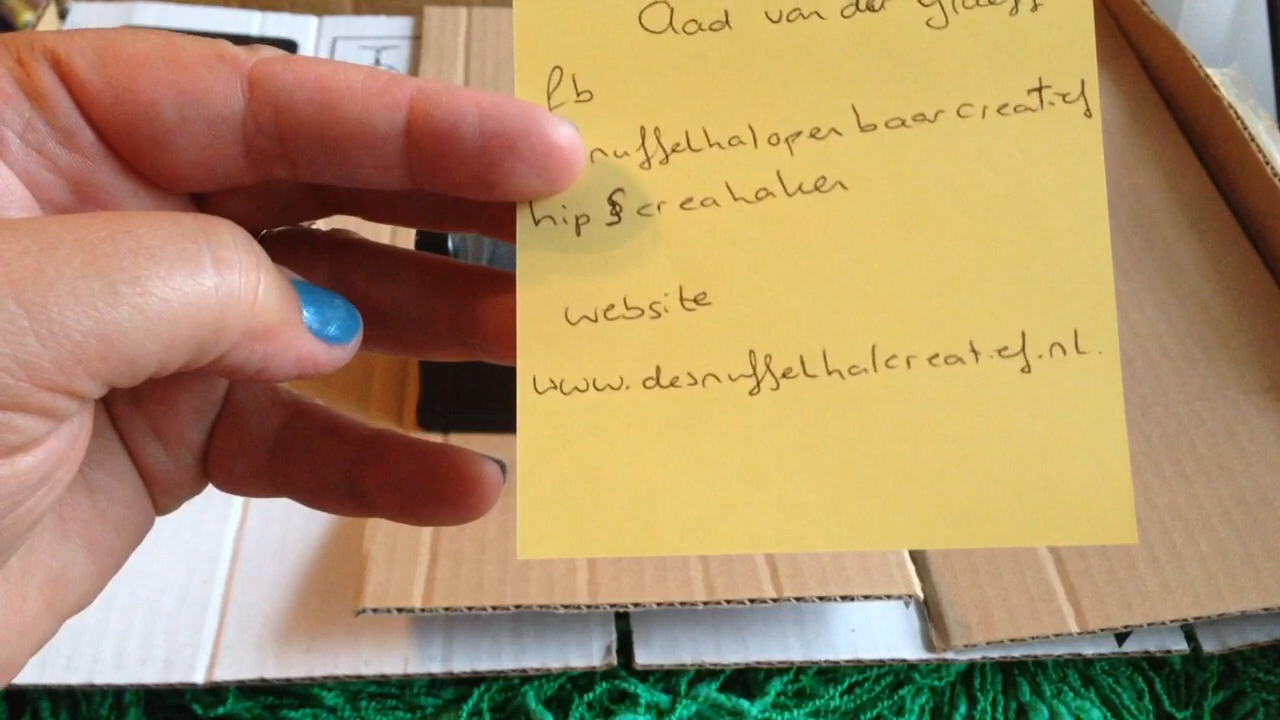 Aad van der
fb
nuffelhalopenbaarcreatief
hip & creahaken
website
www.desnuffelhalcreatief.nl.